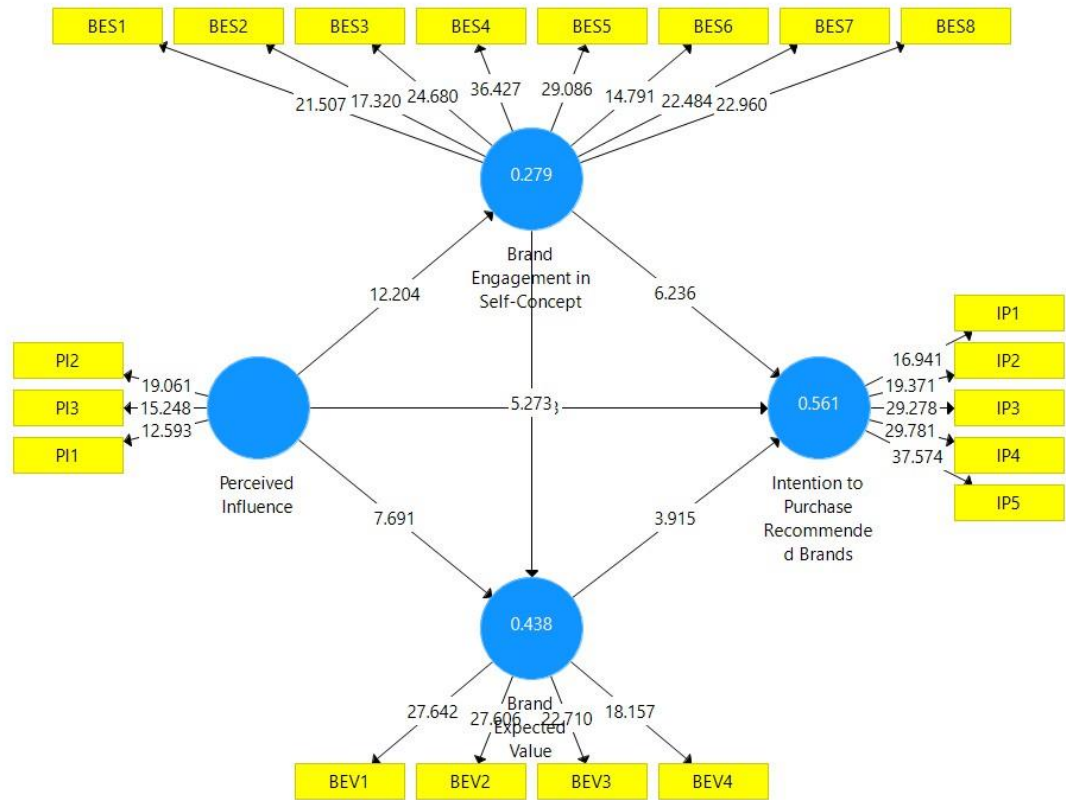 BES1 BES2 BES3 BES4 BES5 BES6 BES7 BES8
21.507 17.320 24.680 36.427 29.086 14.791 22.484 22.960
0.279
Brand
Engagement in
Self-Concept
12.204 6.236
PI2
PI3
PI1
19.061
15.248
12.593
Perceived
Influence
5.273
0.561
Intention to
Purchase
Recommende
d Brands
16.941
19.371
29.278
29.781
37.574
IP1
IP2
IP3
IP4
IP5
7.691 3.915
0.438
Brand
Expected
Value
27.642 27.606 22.710 18.157
BEV1 BEV2 BEV3 BEV4